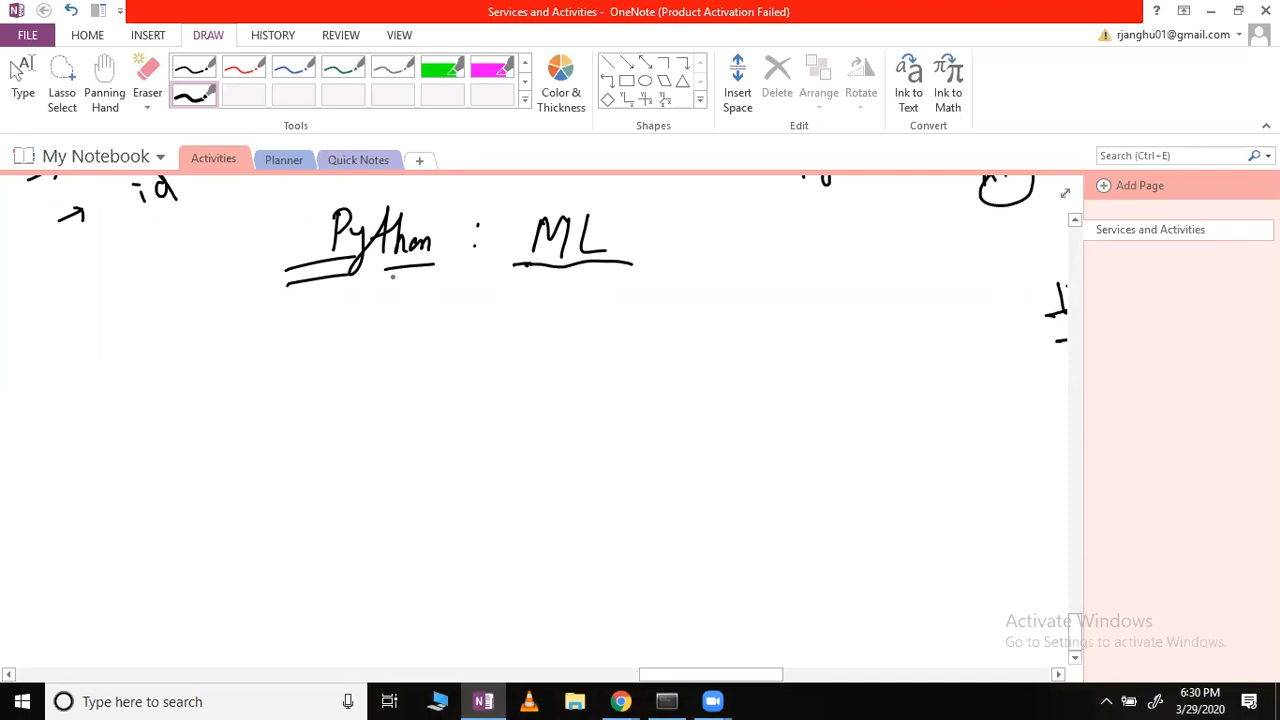 Services and Activities - OneNote (Product Activation Failed)
?
FILE HOME INSERT DRAW HISTORY REVIEW VIEW
rjanghu01@gmail.com
Type
Lasso Select
Panning Hand
Eraser
Color & Thickness
Insert Space
Delete
Arrange
Rotate
Ink to Text
Ink to Math
Tools Shapes Edit Convert
My Notebook Activities Planner Quick Notes +
Search (Ctrl+E)
Add Page
Services and Activities
id
Python : ML
Activate Windows
Go to Settings to activate Windows.
Type here to search
6:30 PM
3/29/2020